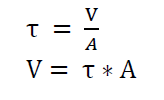 τ = V/A
V = τ * A